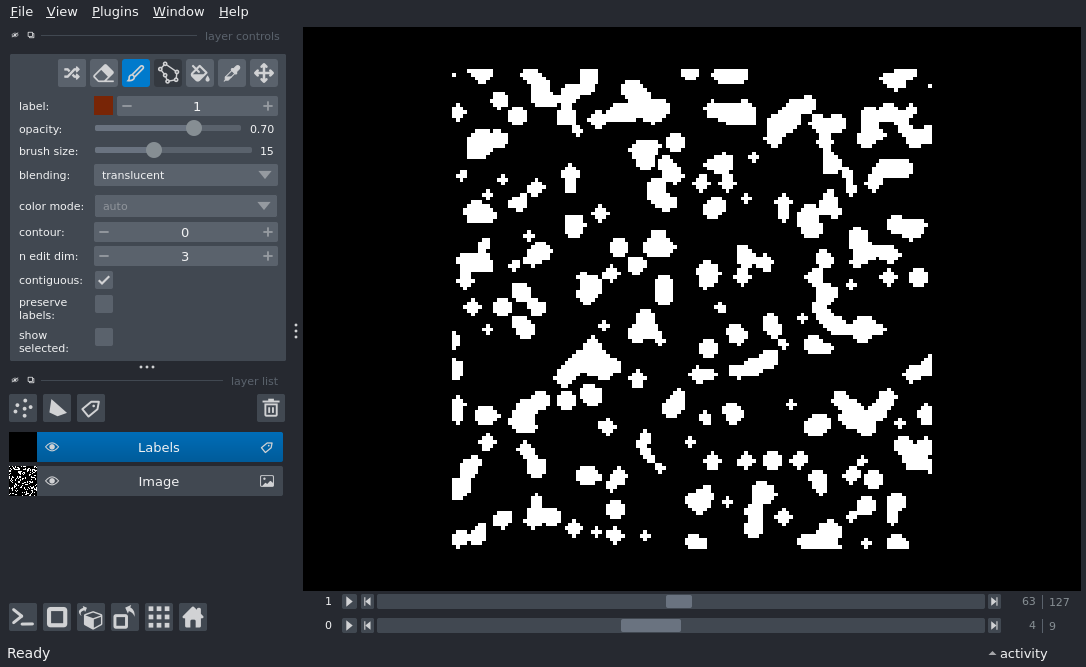 File View Plugins Window Help
layer controls
label: 1
opacity: 0.70
brush size: 15
blending: translucent
color mode: auto
contour: 0
n edit dim: 3
contiguous:
preserve
labels:
show
selected:
layer list
Labels
Image
1 63 127
0 4 9
Ready activity